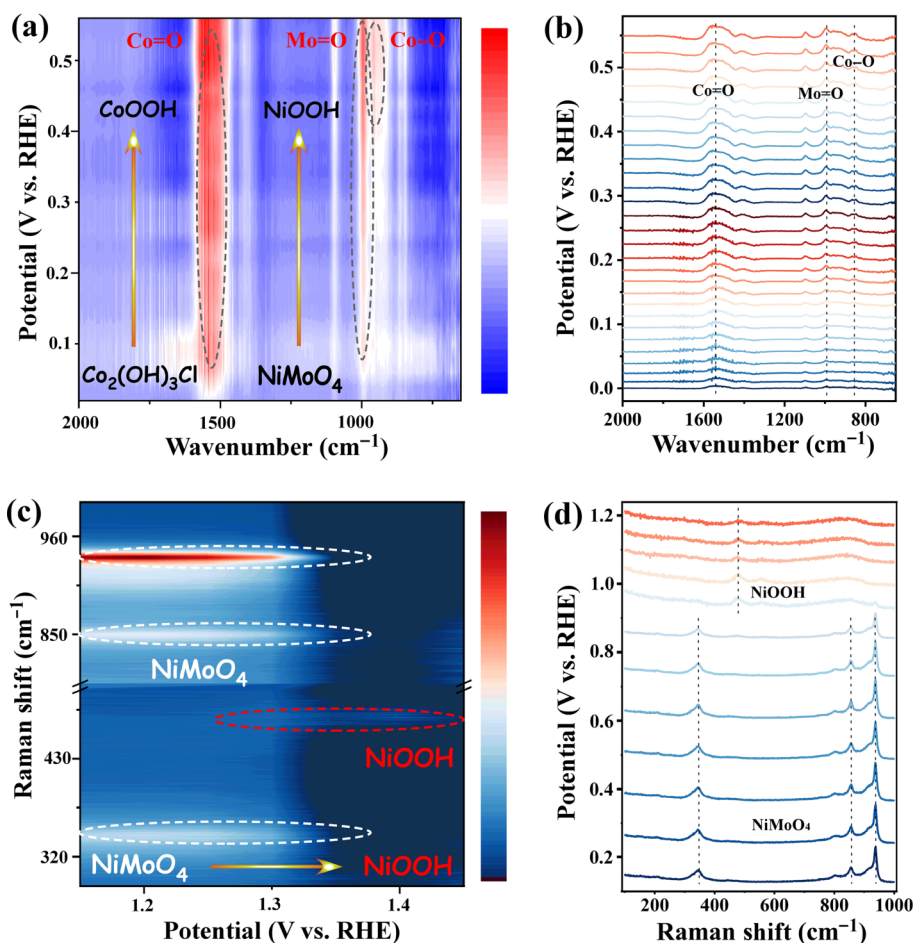 (a)
Co=O
Mo=O
Co–O
CoOOH
NiOOH
Co₂(OH)₃Cl
NiMoO₄
0.5
0.4
0.3
0.2
0.1
Potential (V vs. RHE)
2000 1500 1000
Wavenumber (cm⁻¹)
(b)
Co=O
Mo=O
Co–O
0.5
0.4
0.3
0.2
0.1
0.0
Potential (V vs. RHE)
2000 1600 1200 800
Wavenumber (cm⁻¹)
(c)
960
850
430
320
Raman shift (cm⁻¹)
NiMoO₄
NiOOH
NiMoO₄
NiOOH
1.2 1.3 1.4
Potential (V vs. RHE)
(d)
1.2
1.0
0.8
0.6
0.4
0.2
Potential (V vs. RHE)
NiOOH
NiMoO₄
200 400 600 800 1000
Raman shift (cm⁻¹)